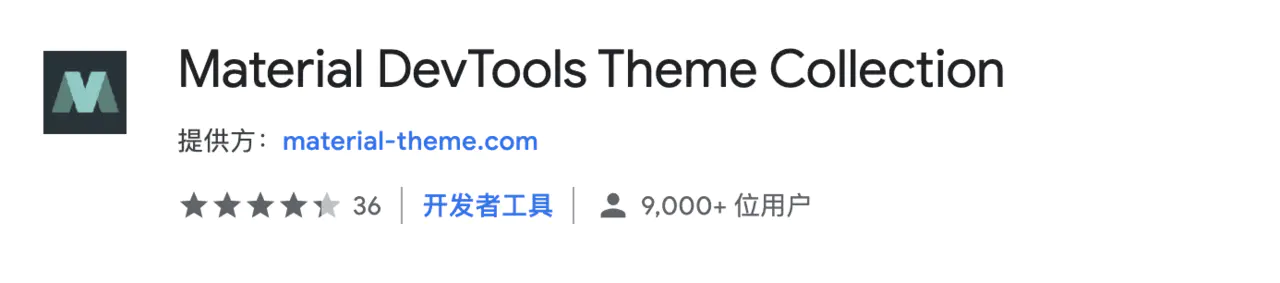 Material DevTools Theme Collection
提供方： material-theme.com
36 开发者工具 9,000+ 位用户